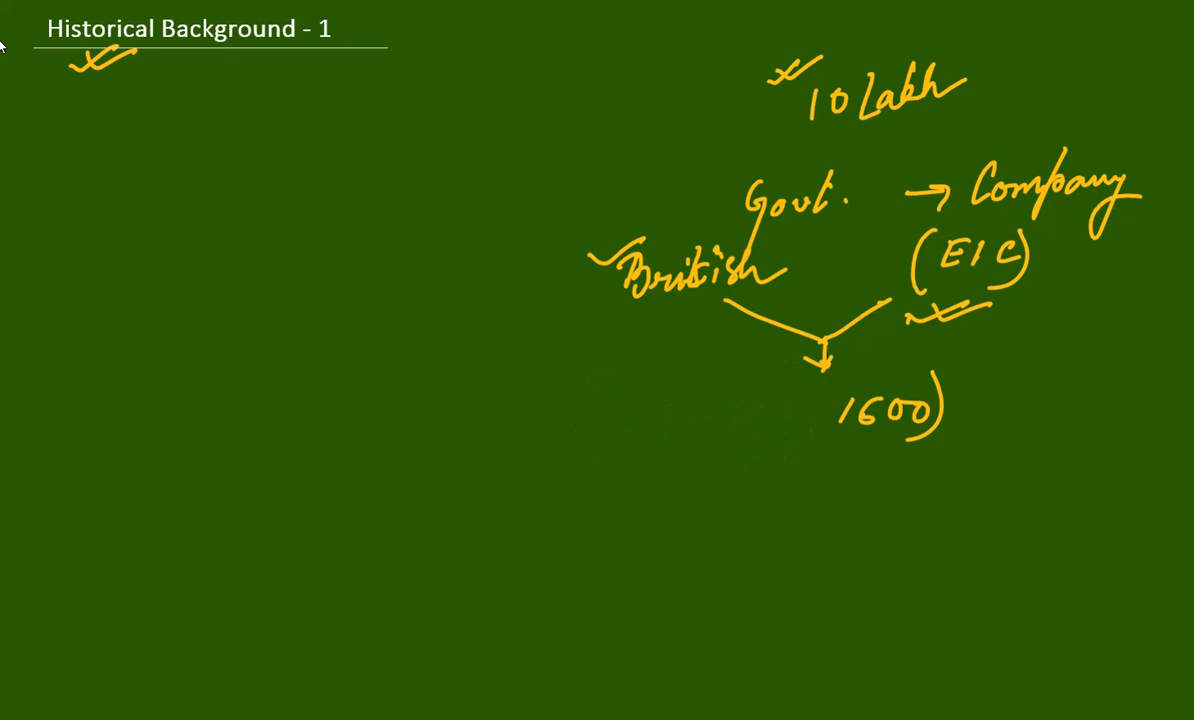 Historical Background - 1
10 Lakh
Govt. → Company
British (EIC)
1600)